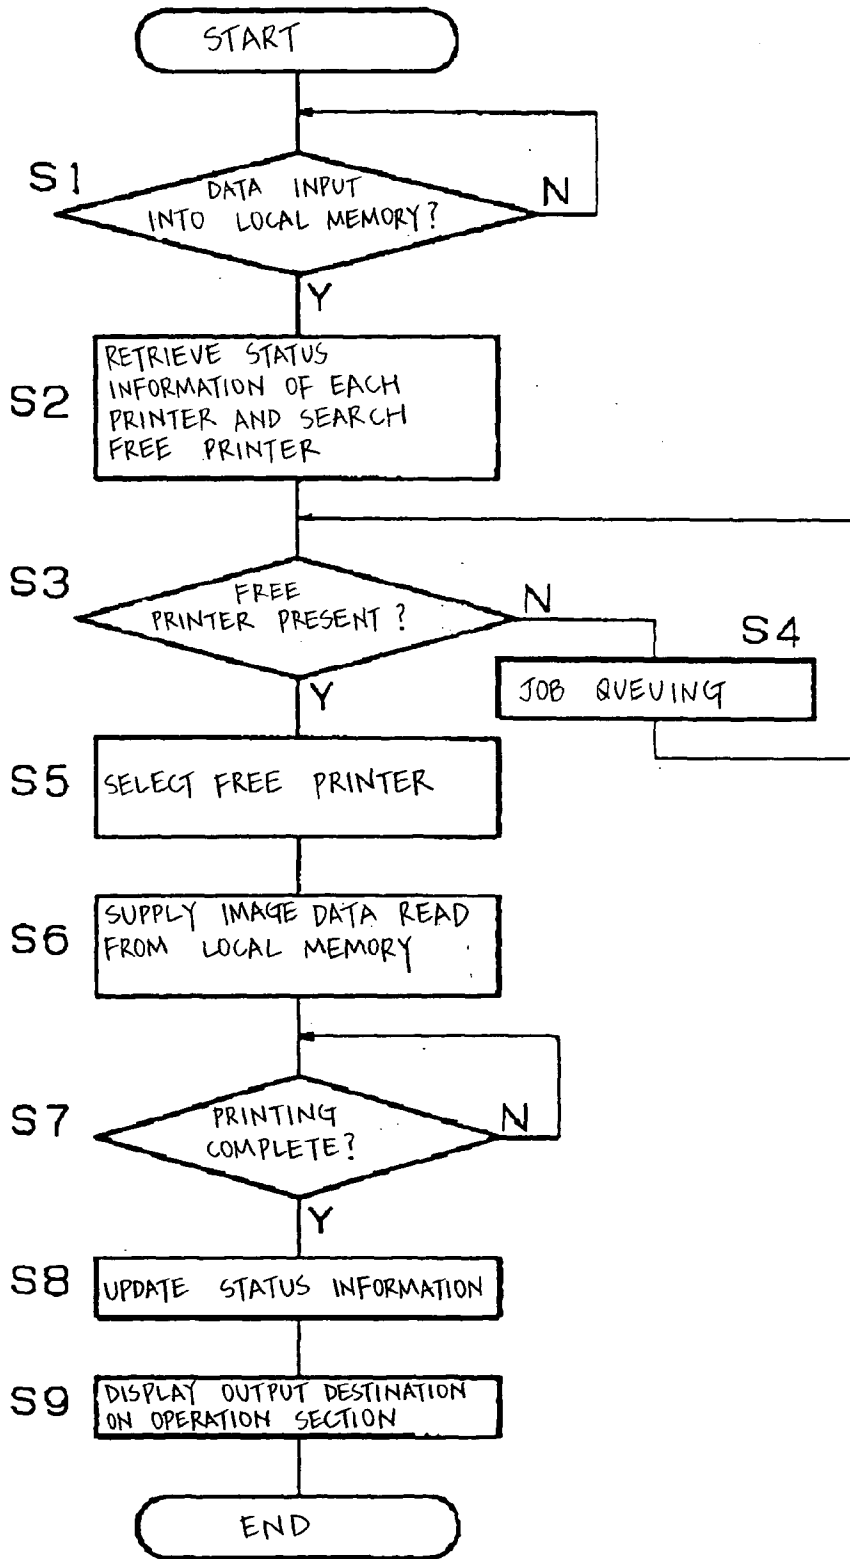 START
S1
DATA INPUT
INTO LOCAL MEMORY?
N
Y
S2
RETRIEVE STATUS
INFORMATION OF EACH
PRINTER AND SEARCH
FREE PRINTER
S3
FREE
PRINTER PRESENT?
N
Y
S4
JOB QUEUING
S5
SELECT FREE PRINTER
S6
SUPPLY IMAGE DATA READ
FROM LOCAL MEMORY
S7
PRINTING
COMPLETE?
N
Y
S8
UPDATE STATUS INFORMATION
S9
DISPLAY OUTPUT DESTINATION
ON OPERATION SECTION
END